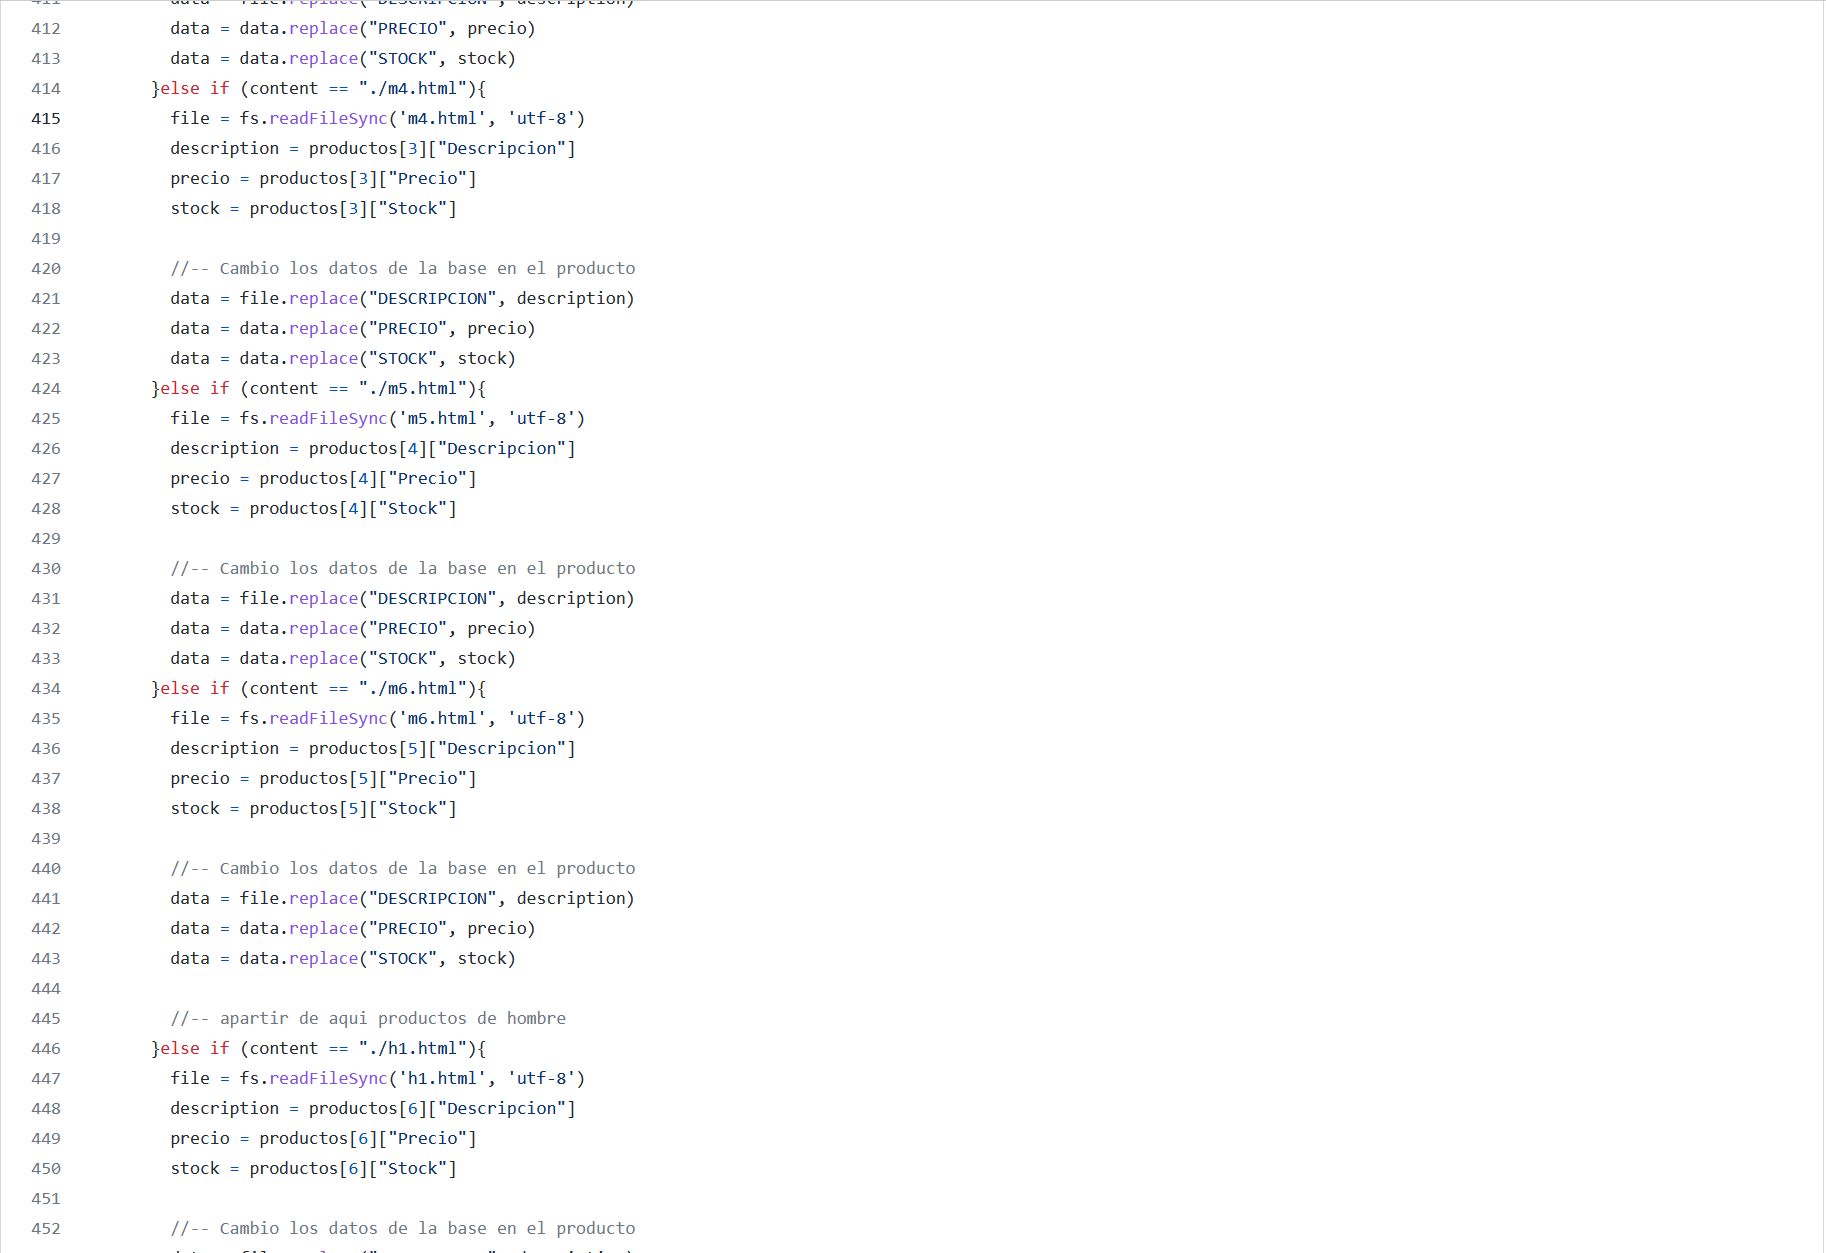 411 data = file.replace("DESCRIPCION", description)
412 data = data.replace("PRECIO", precio)
413 data = data.replace("STOCK", stock)
414 }else if (content == "./m4.html"){
415 file = fs.readFileSync('m4.html', 'utf-8')
416 description = productos[3]["Descripcion"]
417 precio = productos[3]["Precio"]
418 stock = productos[3]["Stock"]
419
420 //-- Cambio los datos de la base en el producto
421 data = file.replace("DESCRIPCION", description)
422 data = data.replace("PRECIO", precio)
423 data = data.replace("STOCK", stock)
424 }else if (content == "./m5.html"){
425 file = fs.readFileSync('m5.html', 'utf-8')
426 description = productos[4]["Descripcion"]
427 precio = productos[4]["Precio"]
428 stock = productos[4]["Stock"]
429
430 //-- Cambio los datos de la base en el producto
431 data = file.replace("DESCRIPCION", description)
432 data = data.replace("PRECIO", precio)
433 data = data.replace("STOCK", stock)
434 }else if (content == "./m6.html"){
435 file = fs.readFileSync('m6.html', 'utf-8')
436 description = productos[5]["Descripcion"]
437 precio = productos[5]["Precio"]
438 stock = productos[5]["Stock"]
439
440 //-- Cambio los datos de la base en el producto
441 data = file.replace("DESCRIPCION", description)
442 data = data.replace("PRECIO", precio)
443 data = data.replace("STOCK", stock)
444
445 //-- apartir de aqui productos de hombre
446 }else if (content == "./h1.html"){
447 file = fs.readFileSync('h1.html', 'utf-8')
448 description = productos[6]["Descripcion"]
449 precio = productos[6]["Precio"]
450 stock = productos[6]["Stock"]
451
452 //-- Cambio los datos de la base en el producto